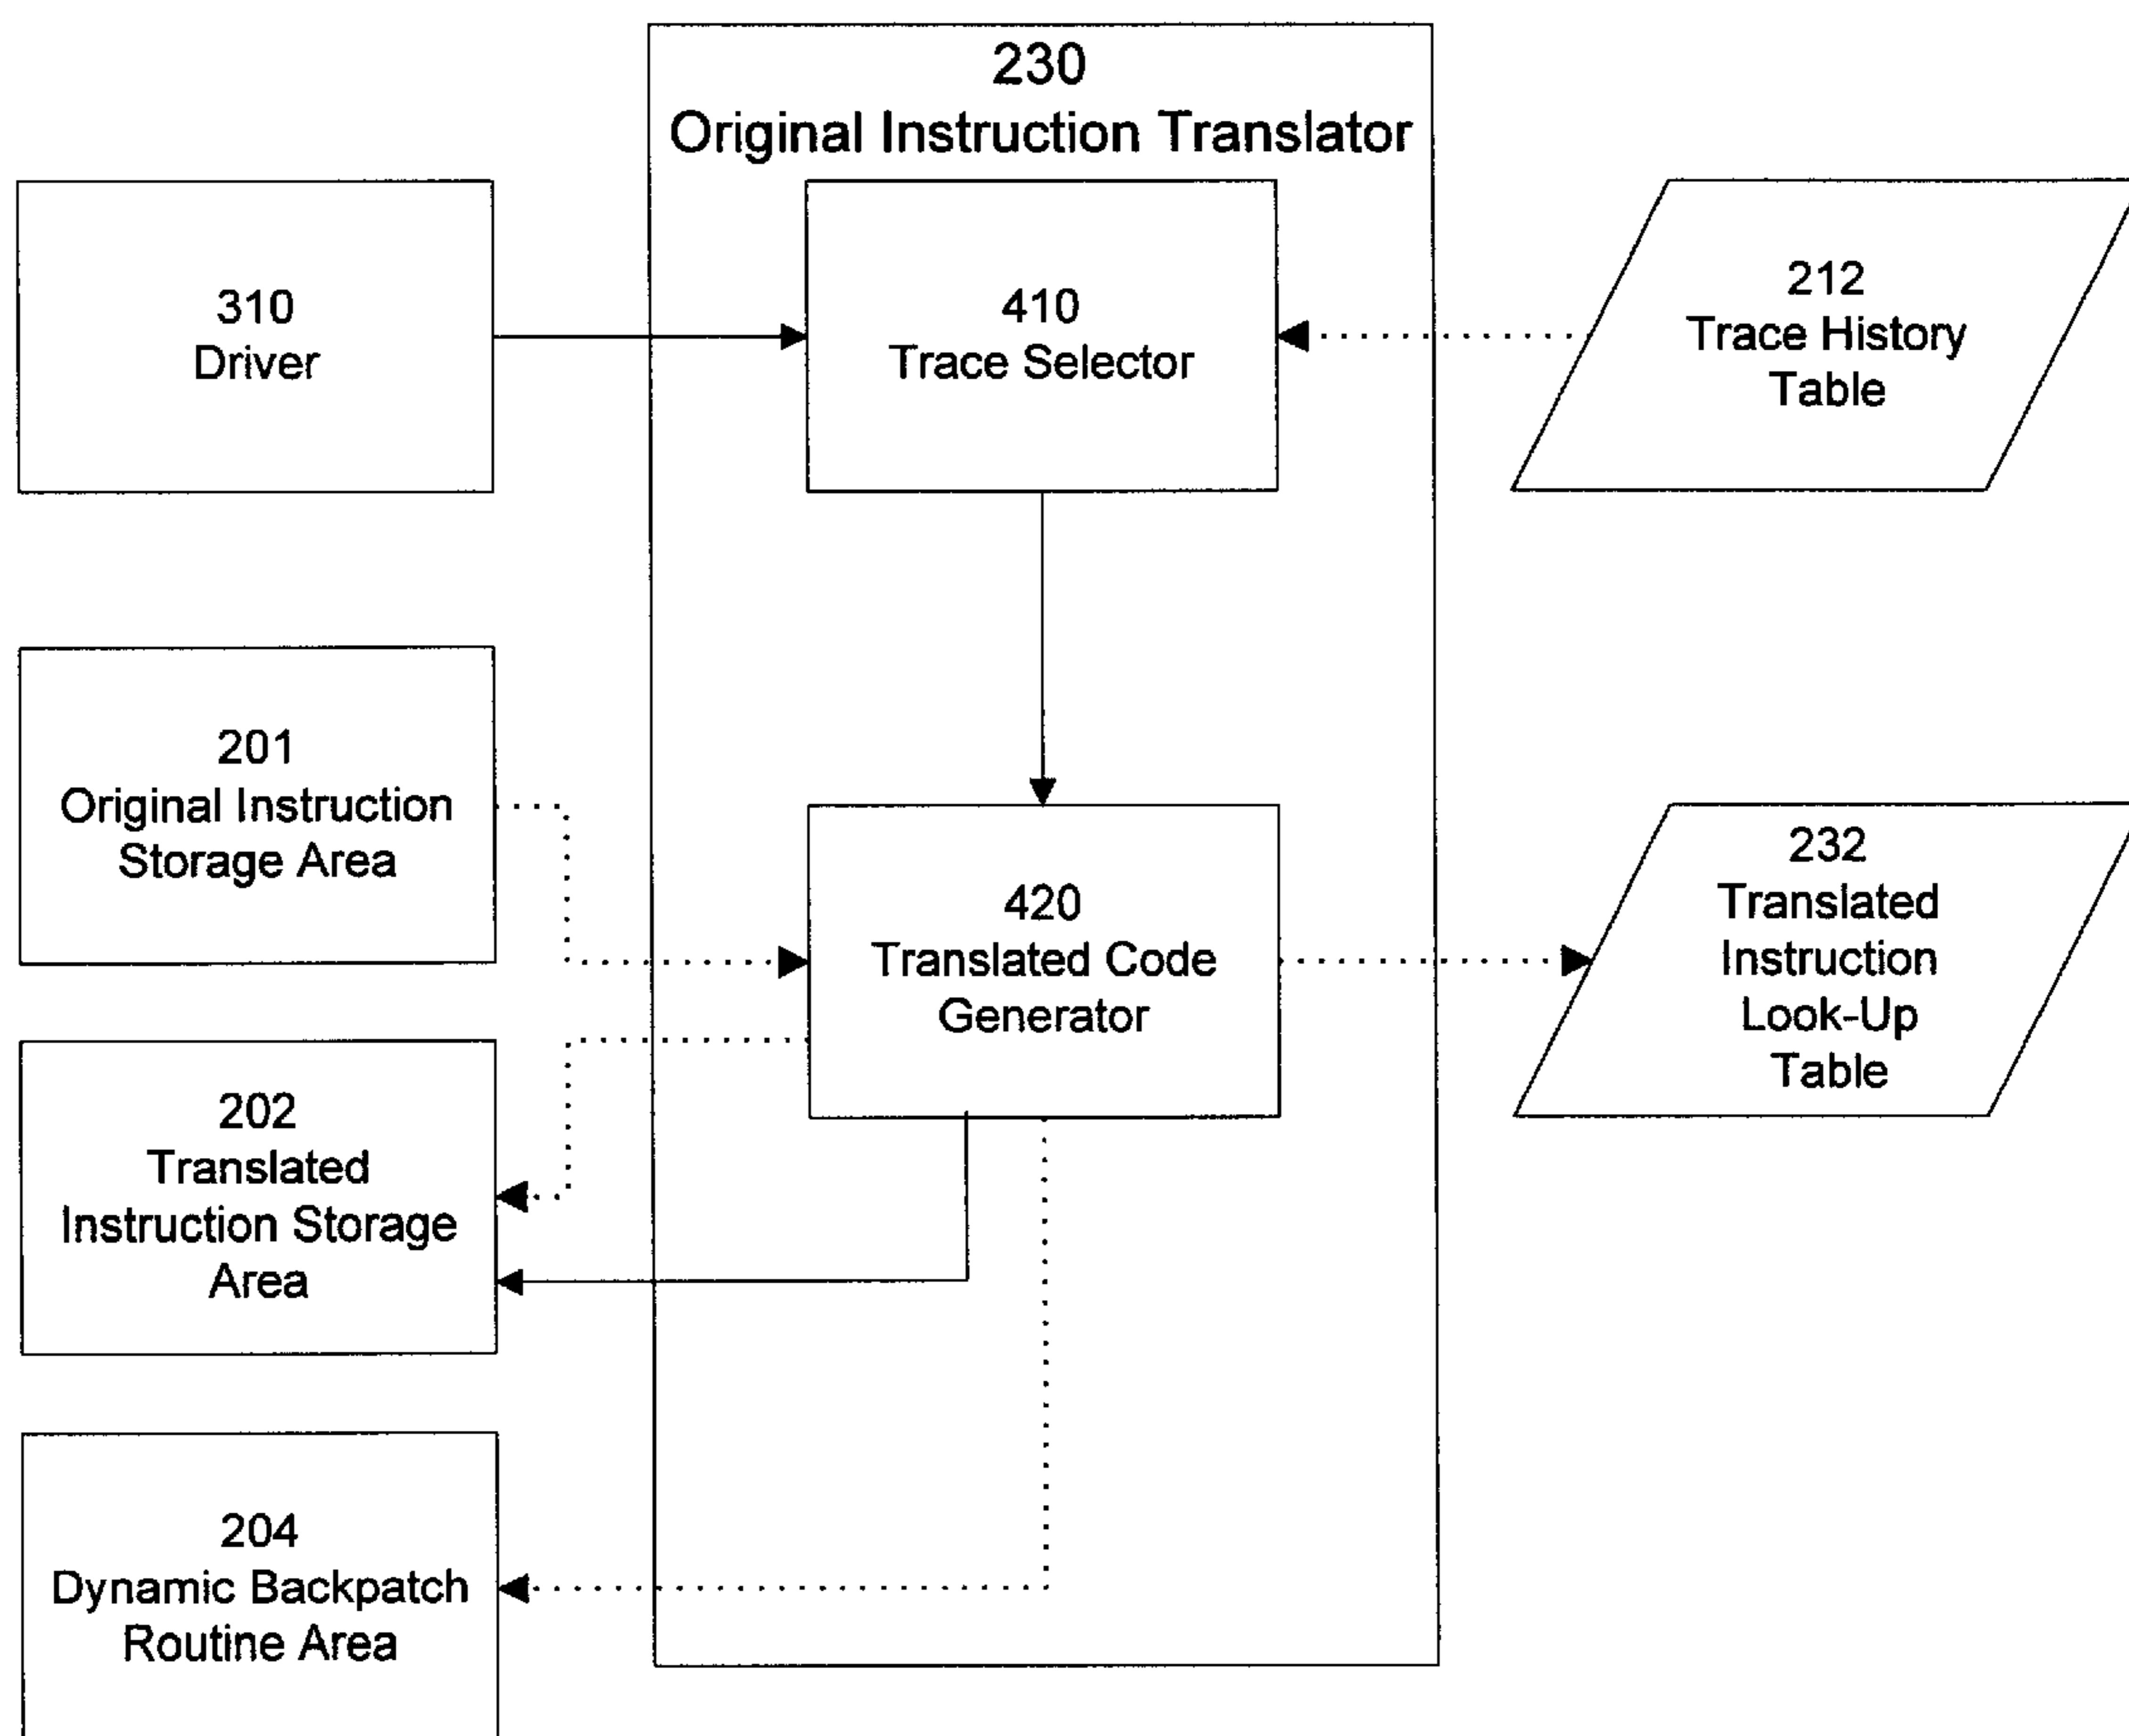 230
Original Instruction Translator
310
Driver
410
Trace Selector
212
Trace History
Table
201
Original Instruction
Storage Area
420
Translated Code
Generator
232
Translated
Instruction
Look-Up
Table
202
Translated
Instruction Storage
Area
204
Dynamic Backpatch
Routine Area